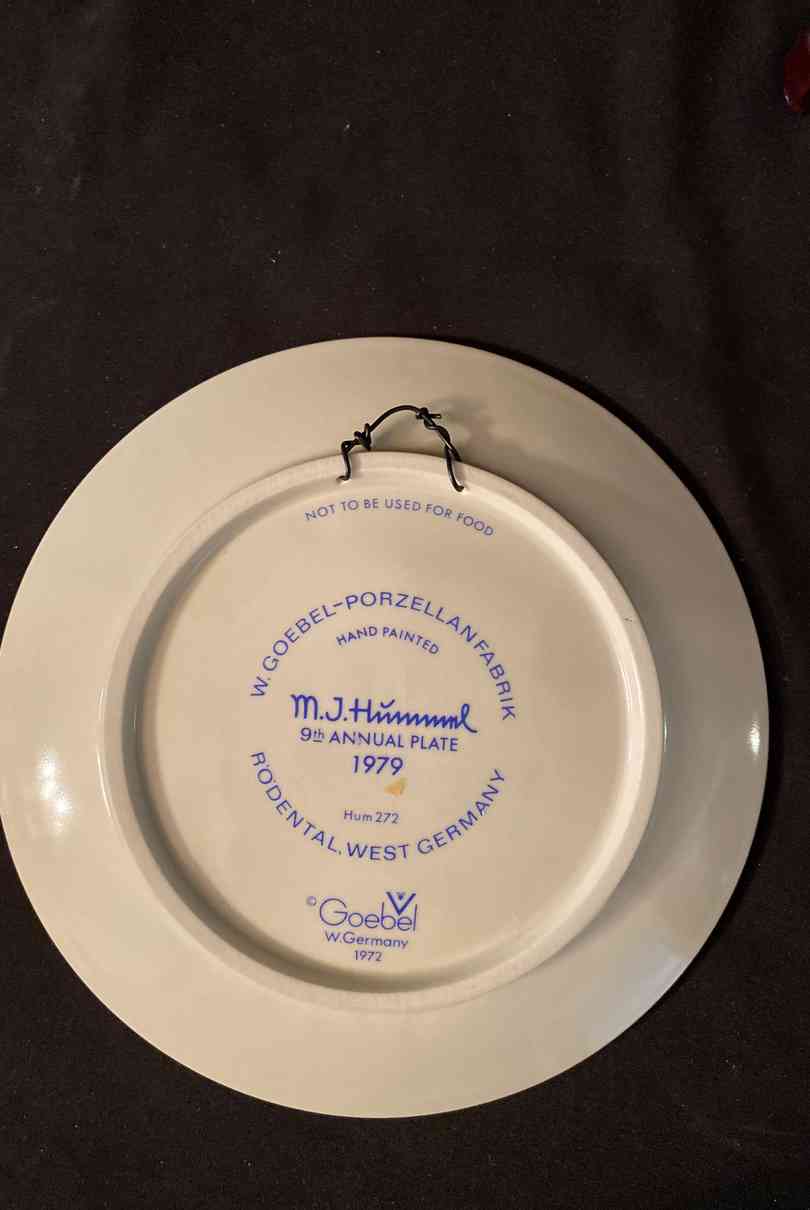 NOT TO BE USED FOR FOOD
W. GOEBEL-PORZELLANFABRIK
HAND PAINTED
M.J.Hummel
9th ANNUAL PLATE
1979
Hum 272
RÖDENTAL, WEST GERMANY
© Goebel
W.Germany
1972